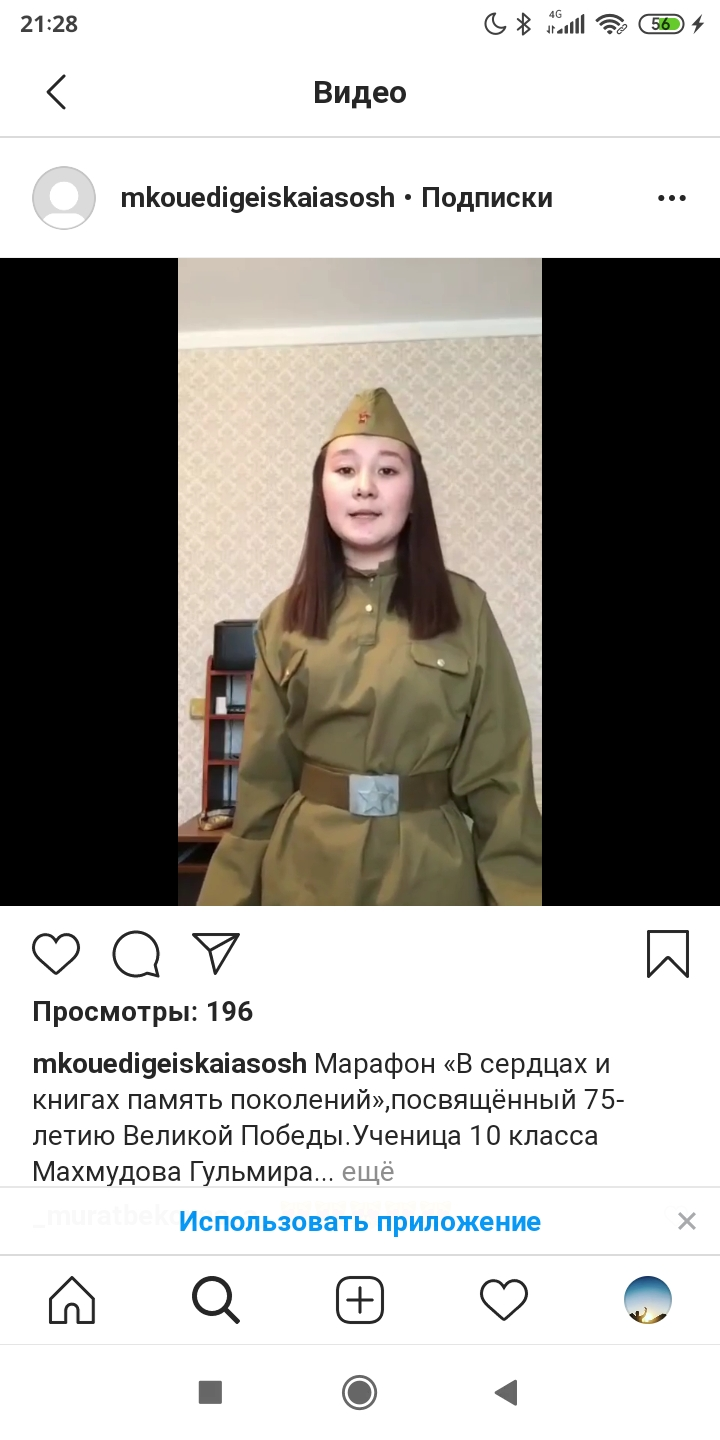 21:28
4G
56
Видео
mkouedigeiskaiasosh • Подписки
Просмотры: 196
mkouedigeiskaiasosh Марафон «В сердцах и
книгах память поколений»,посвящённый 75-
летию Великой Победы.Ученица 10 класса
Махмудова Гульмира... ещё
Использовать приложение